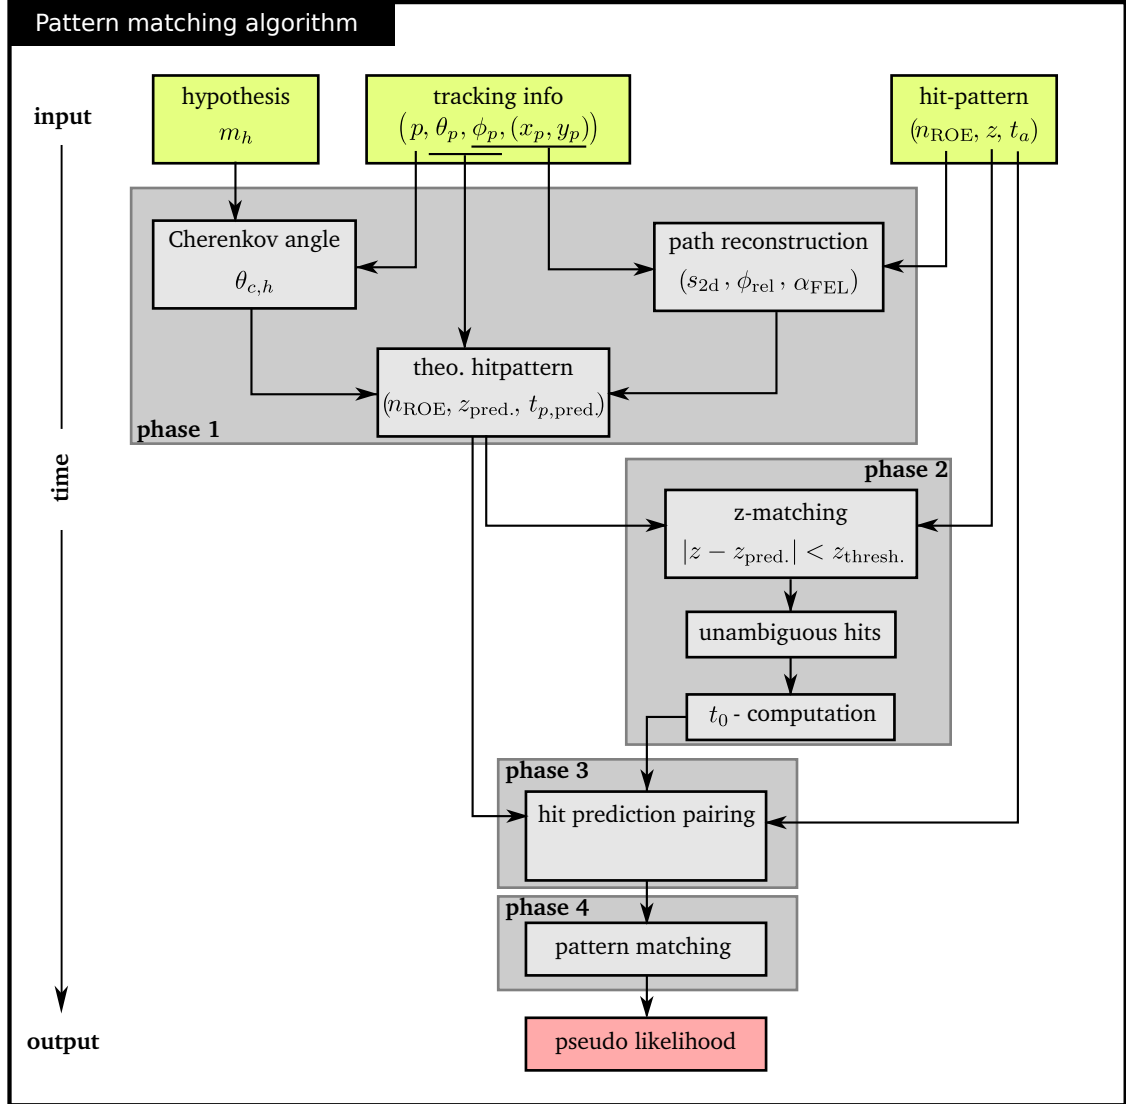 Pattern matching algorithm
input
hypothesis
m_h
tracking info
(p, θ_p, ϕ_p, (x_p, y_p))
hit-pattern
(n_ROE, z, t_a)
Cherenkov angle
θ_{c,h}
path reconstruction
(s_2d , ϕ_rel , α_FEL)
theo. hitpattern
(n_ROE, z_pred., t_{p,pred.})
phase 1
time
phase 2
z-matching
|z − z_pred.| < z_thresh.
unambiguous hits
t_0 - computation
phase 3
hit prediction pairing
phase 4
pattern matching
output
pseudo likelihood